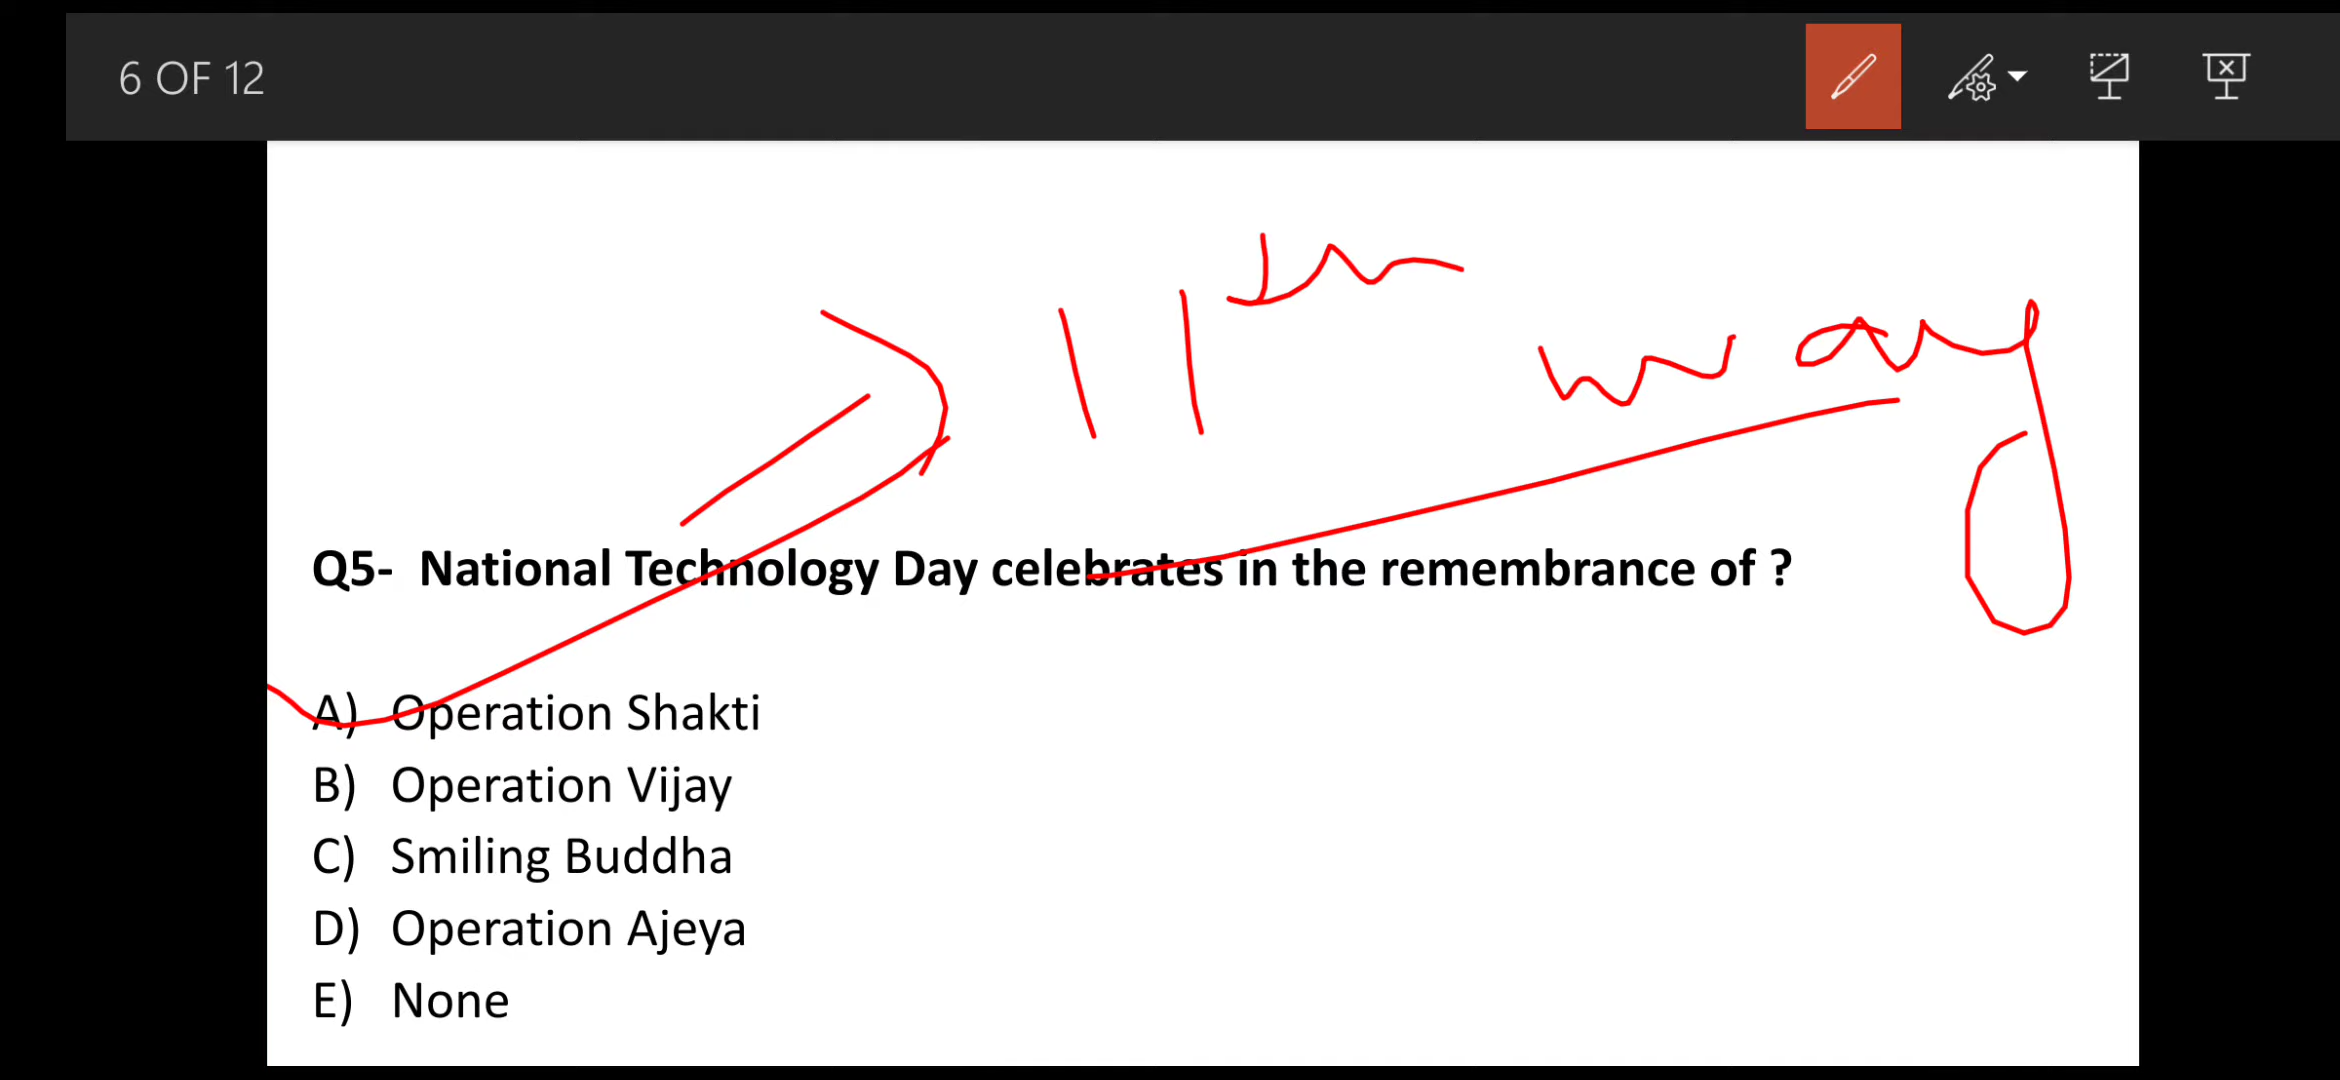 6 OF 12
11th may
Q5- National Technology Day celebrates in the remembrance of ?
A) Operation Shakti
B) Operation Vijay
C) Smiling Buddha
D) Operation Ajeya
E) None